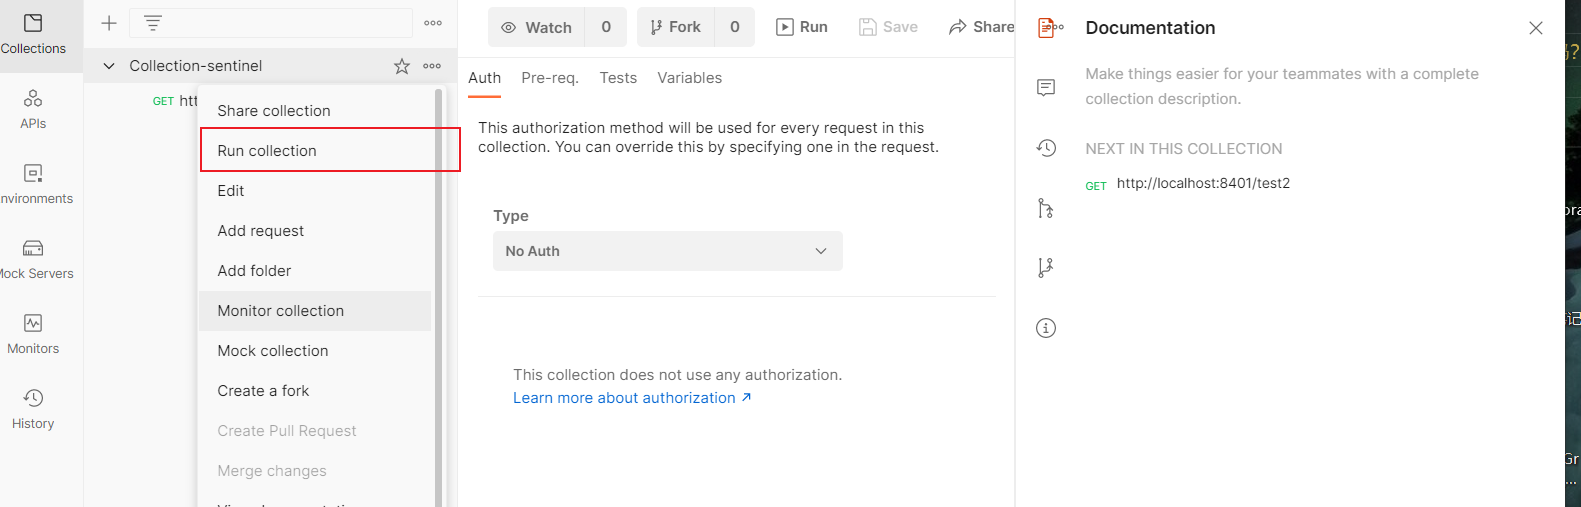 Collections
APIs
nvironments
Mock Servers
Monitors
History
Collection-sentinel
GET htt
Share collection
Run collection
Edit
Add request
Add folder
Monitor collection
Mock collection
Create a fork
Create Pull Request
Merge changes
Watch 0
Fork 0
Run
Save
Share
Auth Pre-req. Tests Variables
This authorization method will be used for every request in this
collection. You can override this by specifying one in the request.
Type
No Auth
This collection does not use any authorization.
Learn more about authorization ↗
Documentation
Make things easier for your teammates with a complete
collection description.
NEXT IN THIS COLLECTION
GET http://localhost:8401/test2